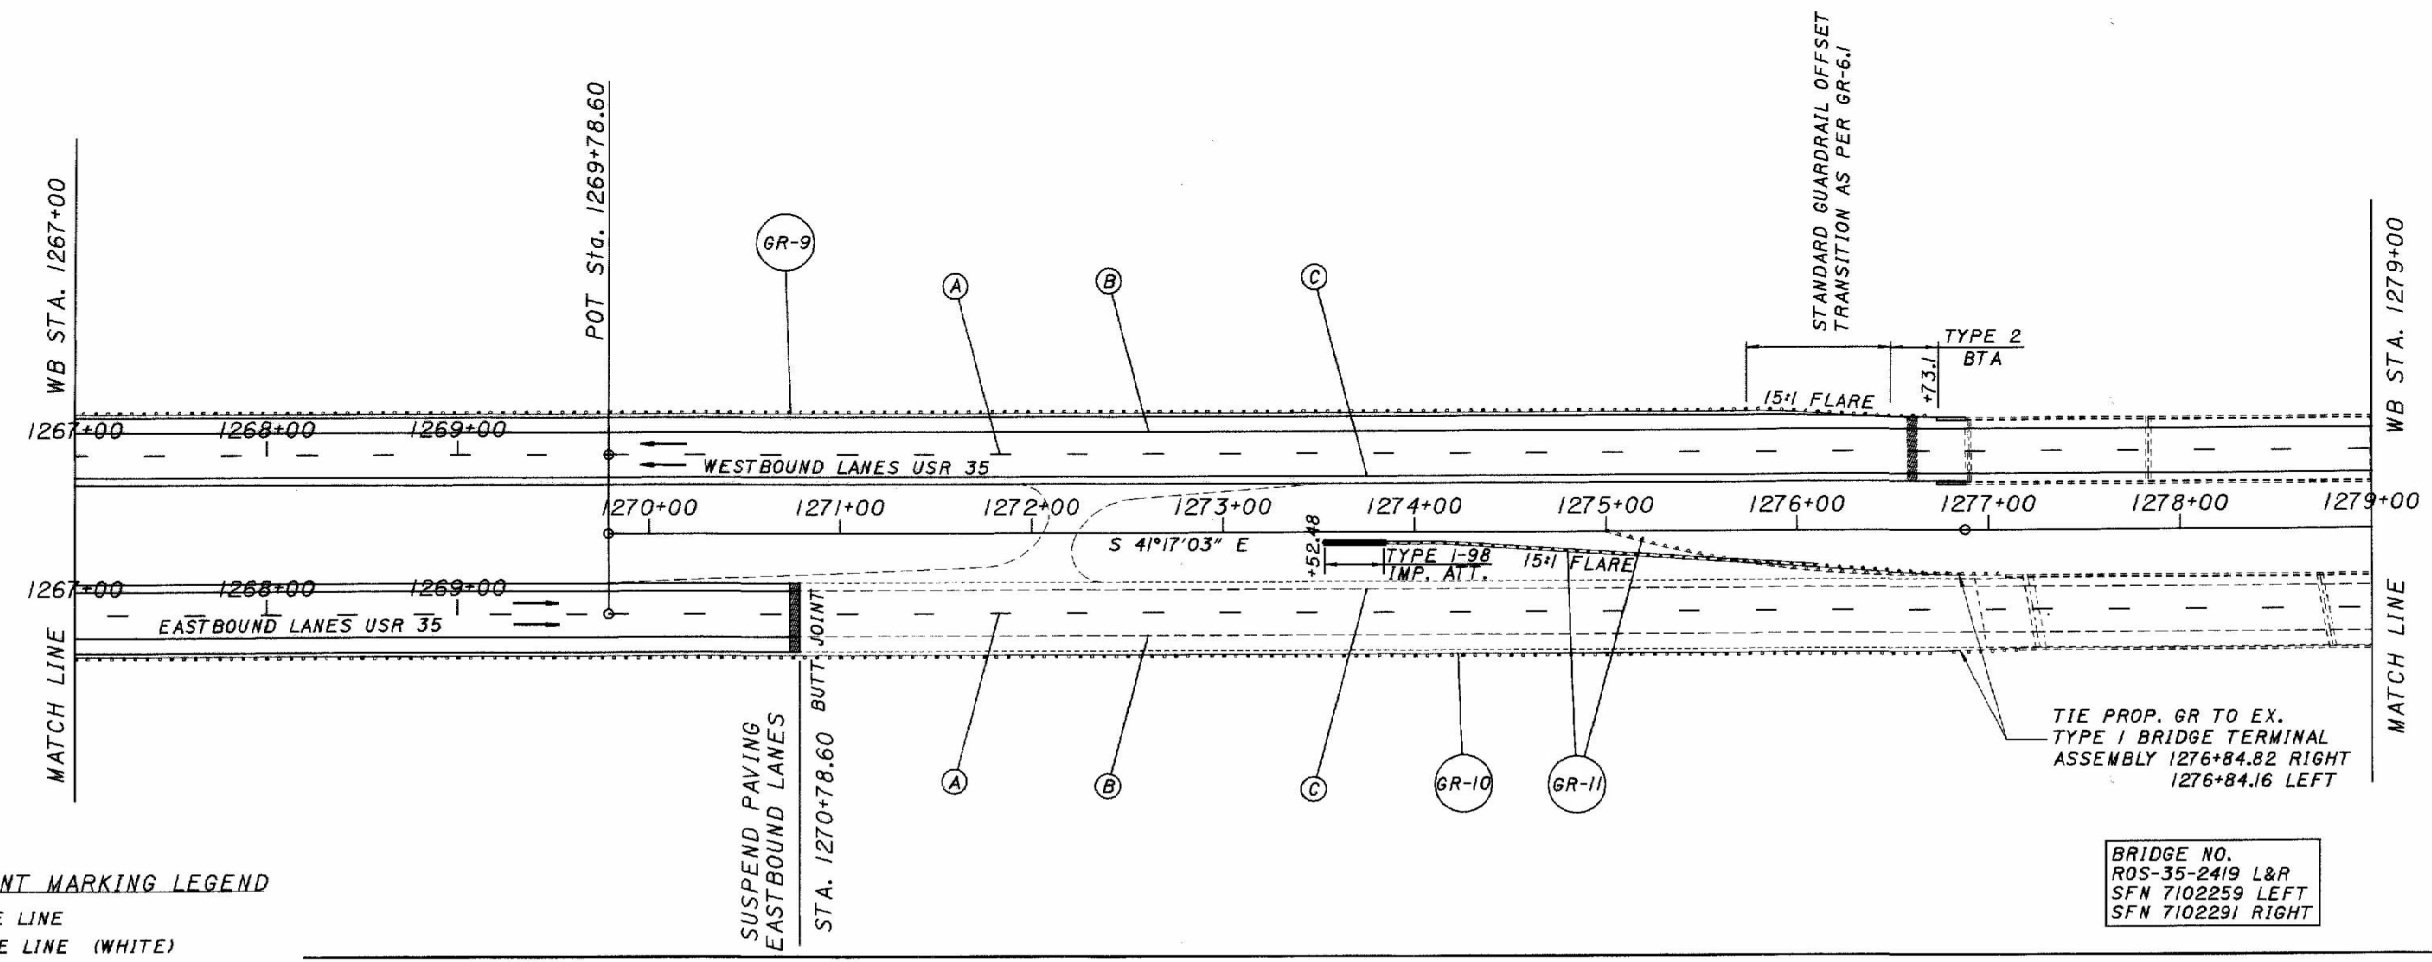 WB STA. 1267+00
MATCH LINE
POT Sta. 1269+78.60
GR-9
A
B
C
STANDARD GUARDRAIL OFFSET
TRANSITION AS PER GR-6.1
TYPE 2
BTA
+73.1
15:1 FLARE
WB STA. 1279+00
MATCH LINE
1267+00
1268+00
1269+00
WESTBOUND LANES USR 35
1270+00
1271+00
1272+00
1273+00
1274+00
1275+00
1276+00
1277+00
1278+00
1279+00
S 41°17'03" E
+52.48
TYPE 1-98
IMP. ATT.
15:1 FLARE
1267+00
1268+00
1269+00
EASTBOUND LANES USR 35
SUSPEND PAVING
EASTBOUND LANES
STA. 1270+78.60 BUTT JOINT
A
B
C
GR-10
GR-11
TIE PROP. GR TO EX.
TYPE 1 BRIDGE TERMINAL
ASSEMBLY 1276+84.82 RIGHT
1276+84.16 LEFT
BRIDGE NO.
ROS-35-2419 L&R
SFN 7102259 LEFT
SFN 7102291 RIGHT
NT MARKING LEGEND
E LINE
E LINE (WHITE)